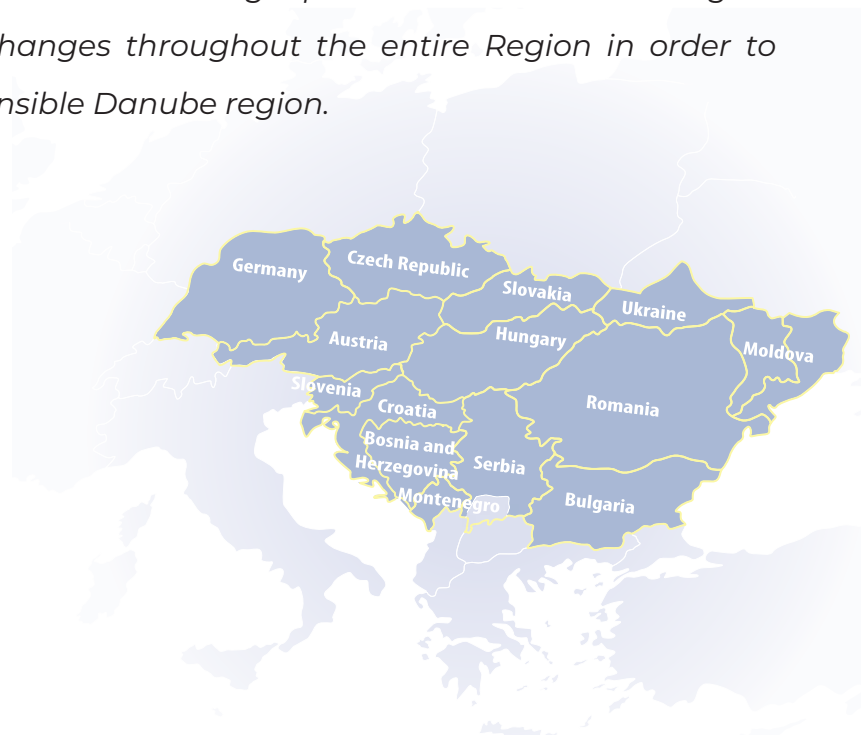 hanges throughout the entire Region in order to
nsible Danube region.
Germany
Czech Republic
Slovakia
Ukraine
Austria
Hungary
Moldova
Slovenia
Croatia
Romania
Bosnia and
Herzegovina
Serbia
Montenegro
Bulgaria